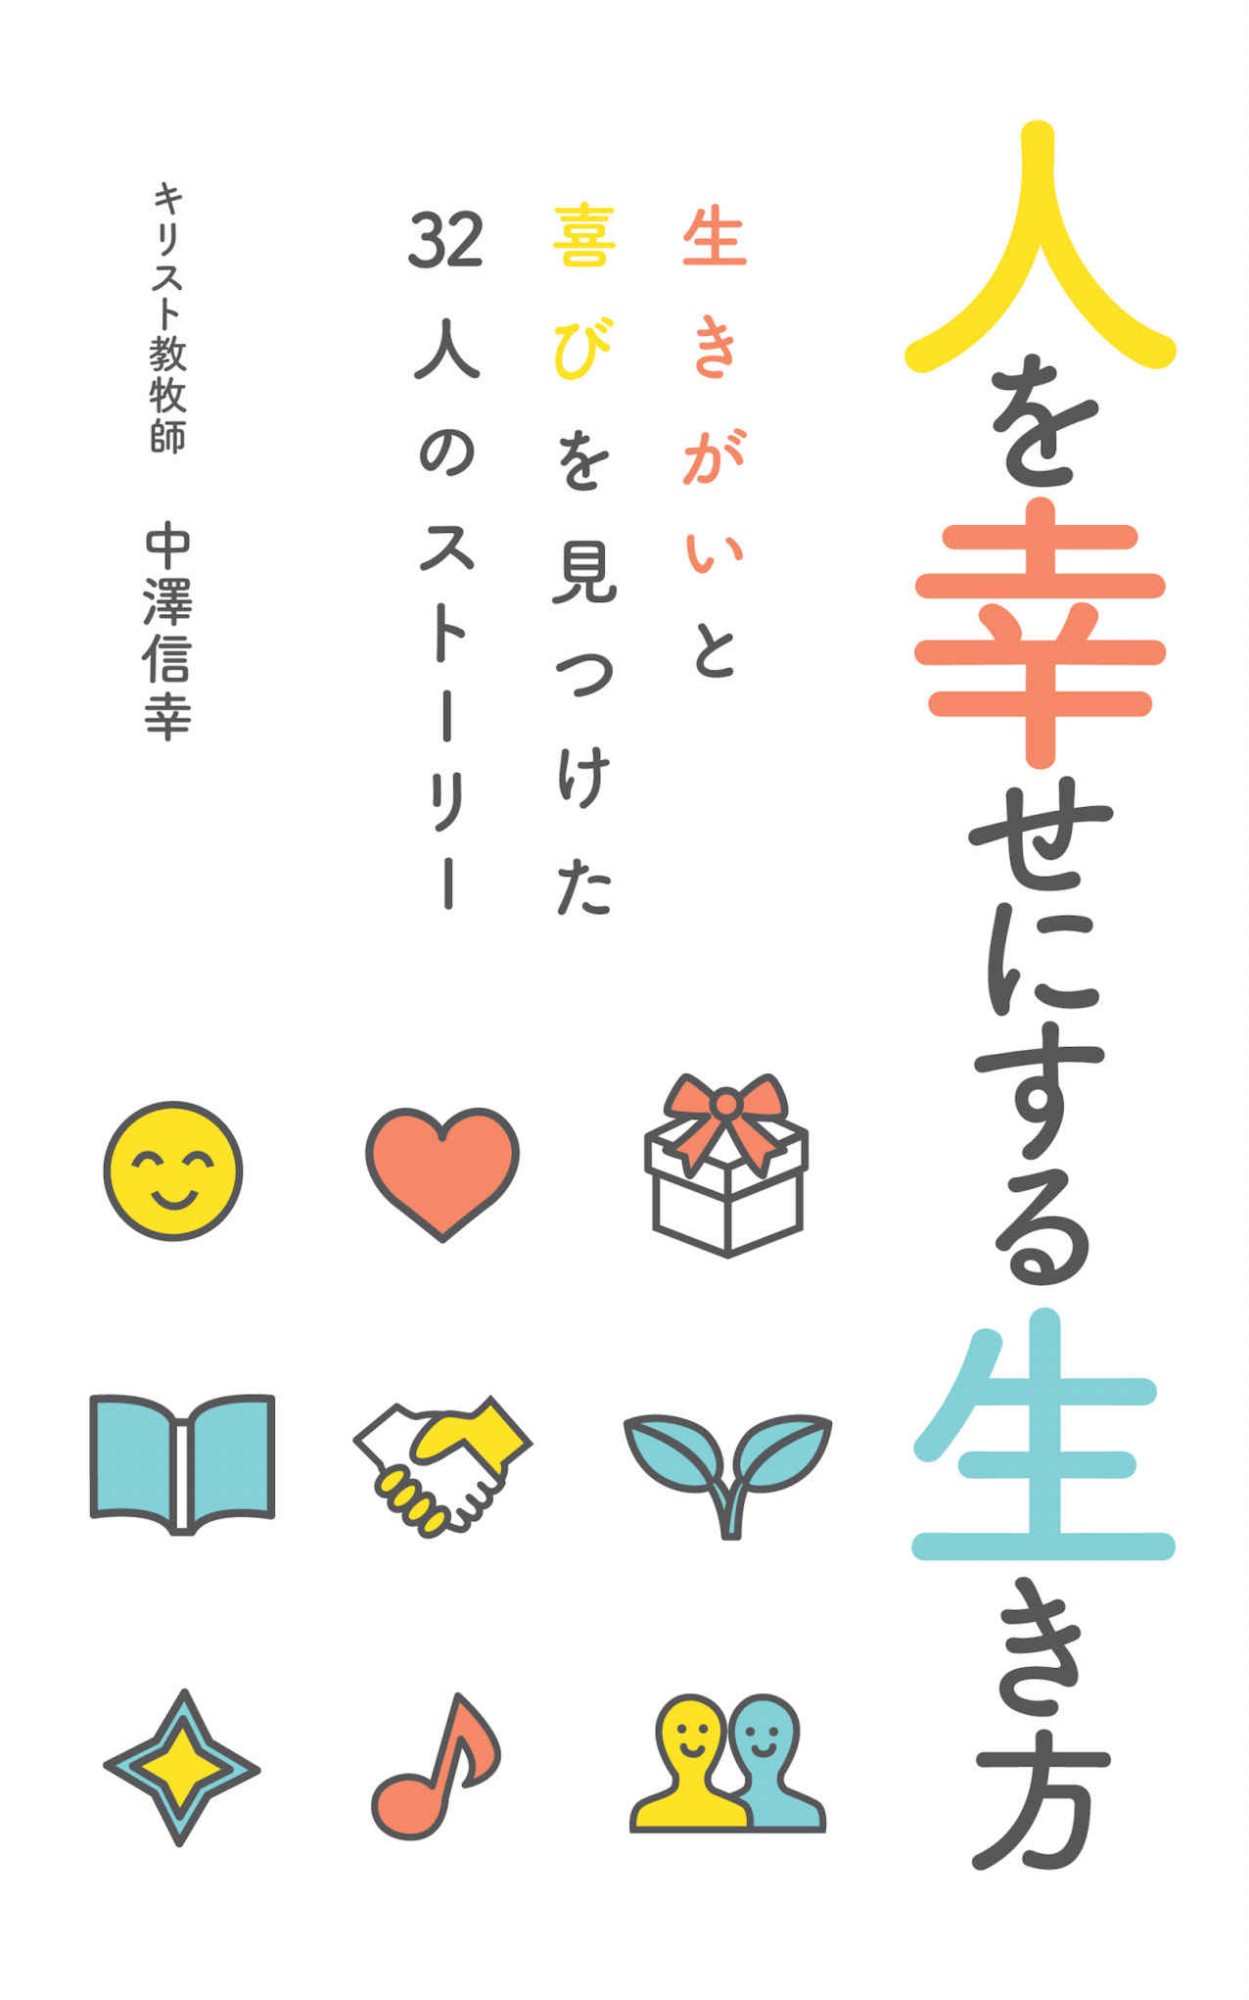 人を幸せにする生き方
生きがいと
喜びを見つけた
32人のストーリー
キリスト教牧師　中澤信幸